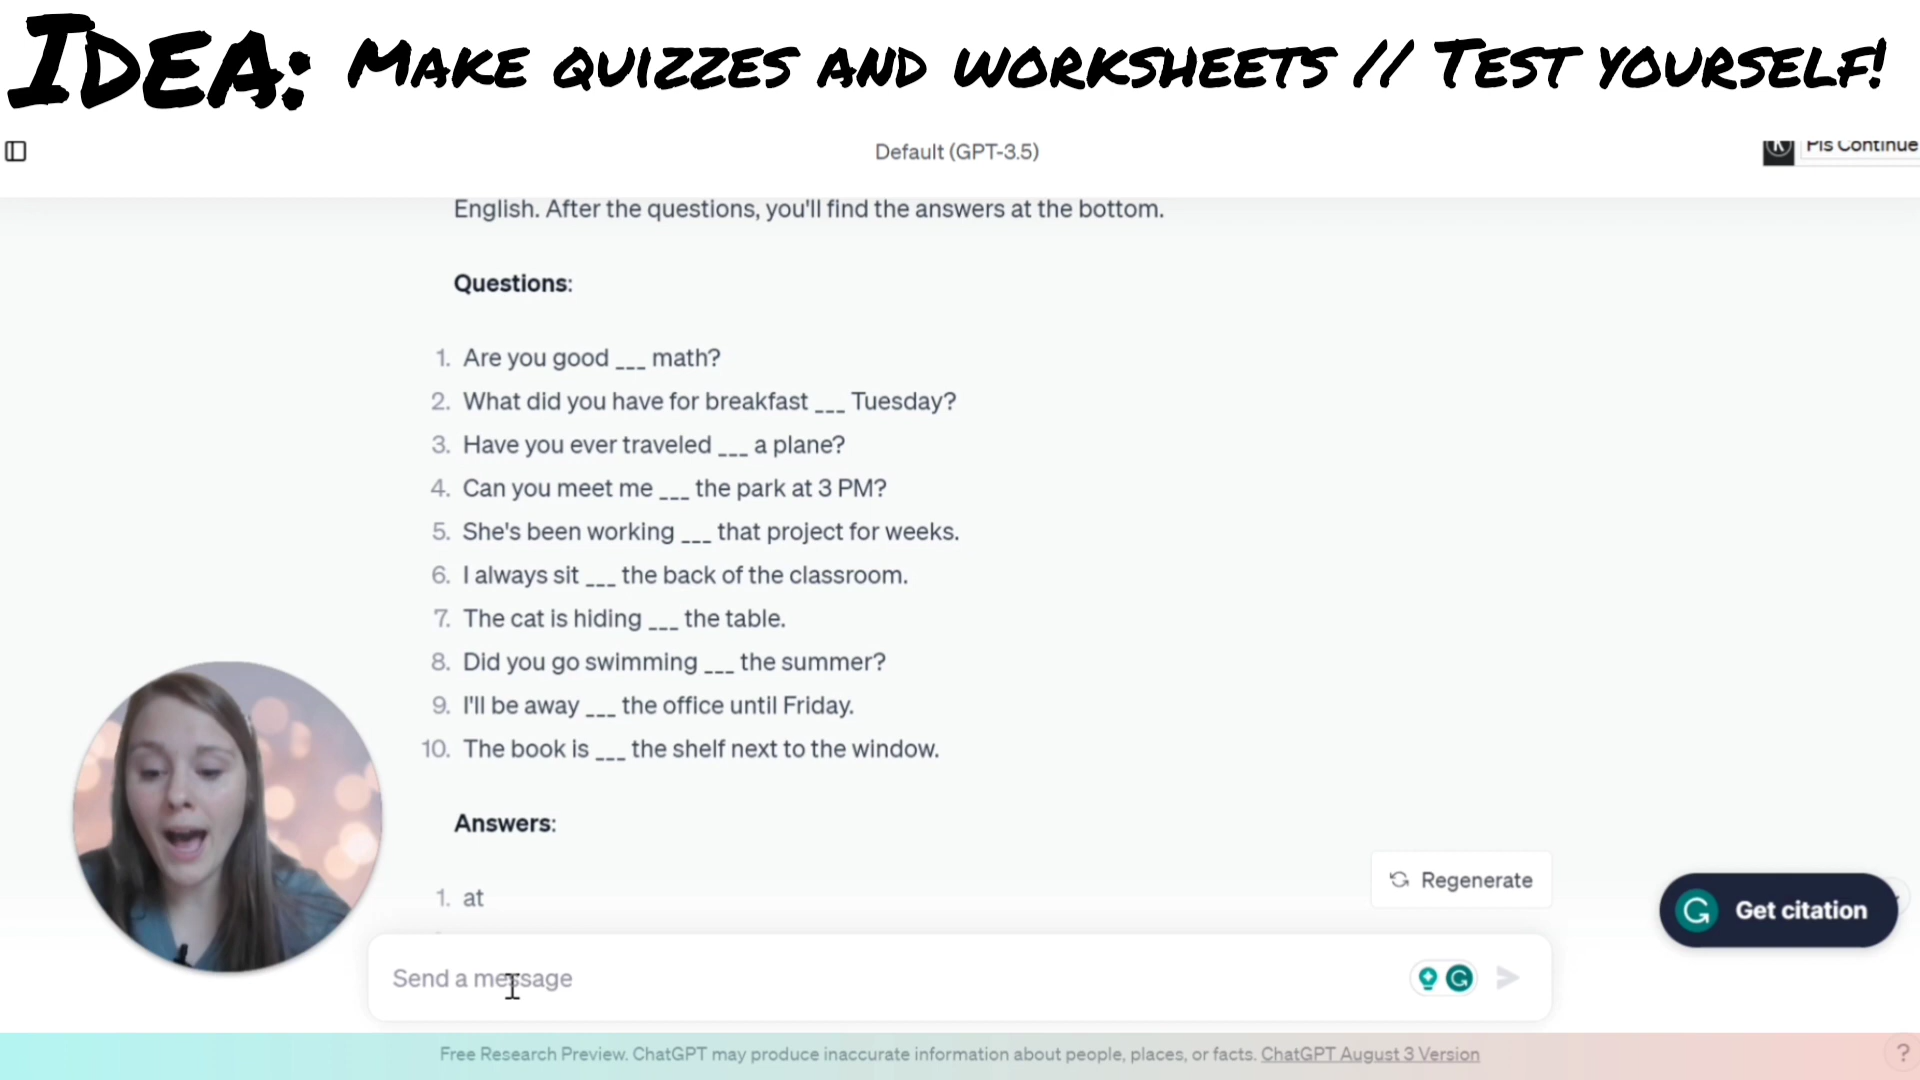 IDEA: MAKE QUIZZES AND WORKSHEETS // TEST YOURSELF!
Default (GPT-3.5)
Pls Continue
English. After the questions, you'll find the answers at the bottom.
Questions:
1. Are you good ___ math?
2. What did you have for breakfast ___ Tuesday?
3. Have you ever traveled ___ a plane?
4. Can you meet me ___ the park at 3 PM?
5. She's been working ___ that project for weeks.
6. I always sit ___ the back of the classroom.
7. The cat is hiding ___ the table.
8. Did you go swimming ___ the summer?
9. I'll be away ___ the office until Friday.
10. The book is ___ the shelf next to the window.
Answers:
1. at
Regenerate
Get citation
Send a message
Free Research Preview. ChatGPT may produce inaccurate information about people, places, or facts. ChatGPT August 3 Version
?